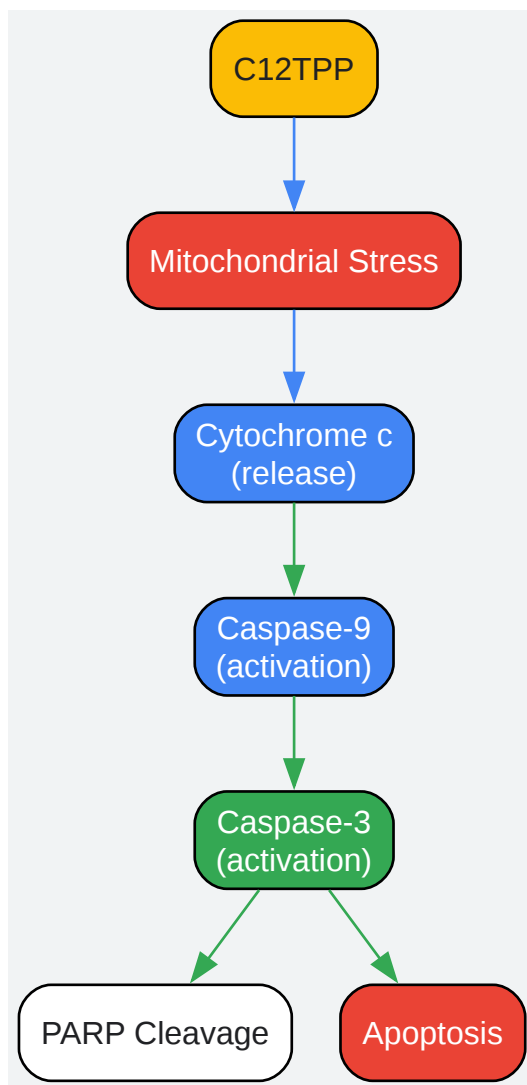 C12TPP
Mitochondrial Stress
Cytochrome c
(release)
Caspase-9
(activation)
Caspase-3
(activation)
PARP Cleavage
Apoptosis